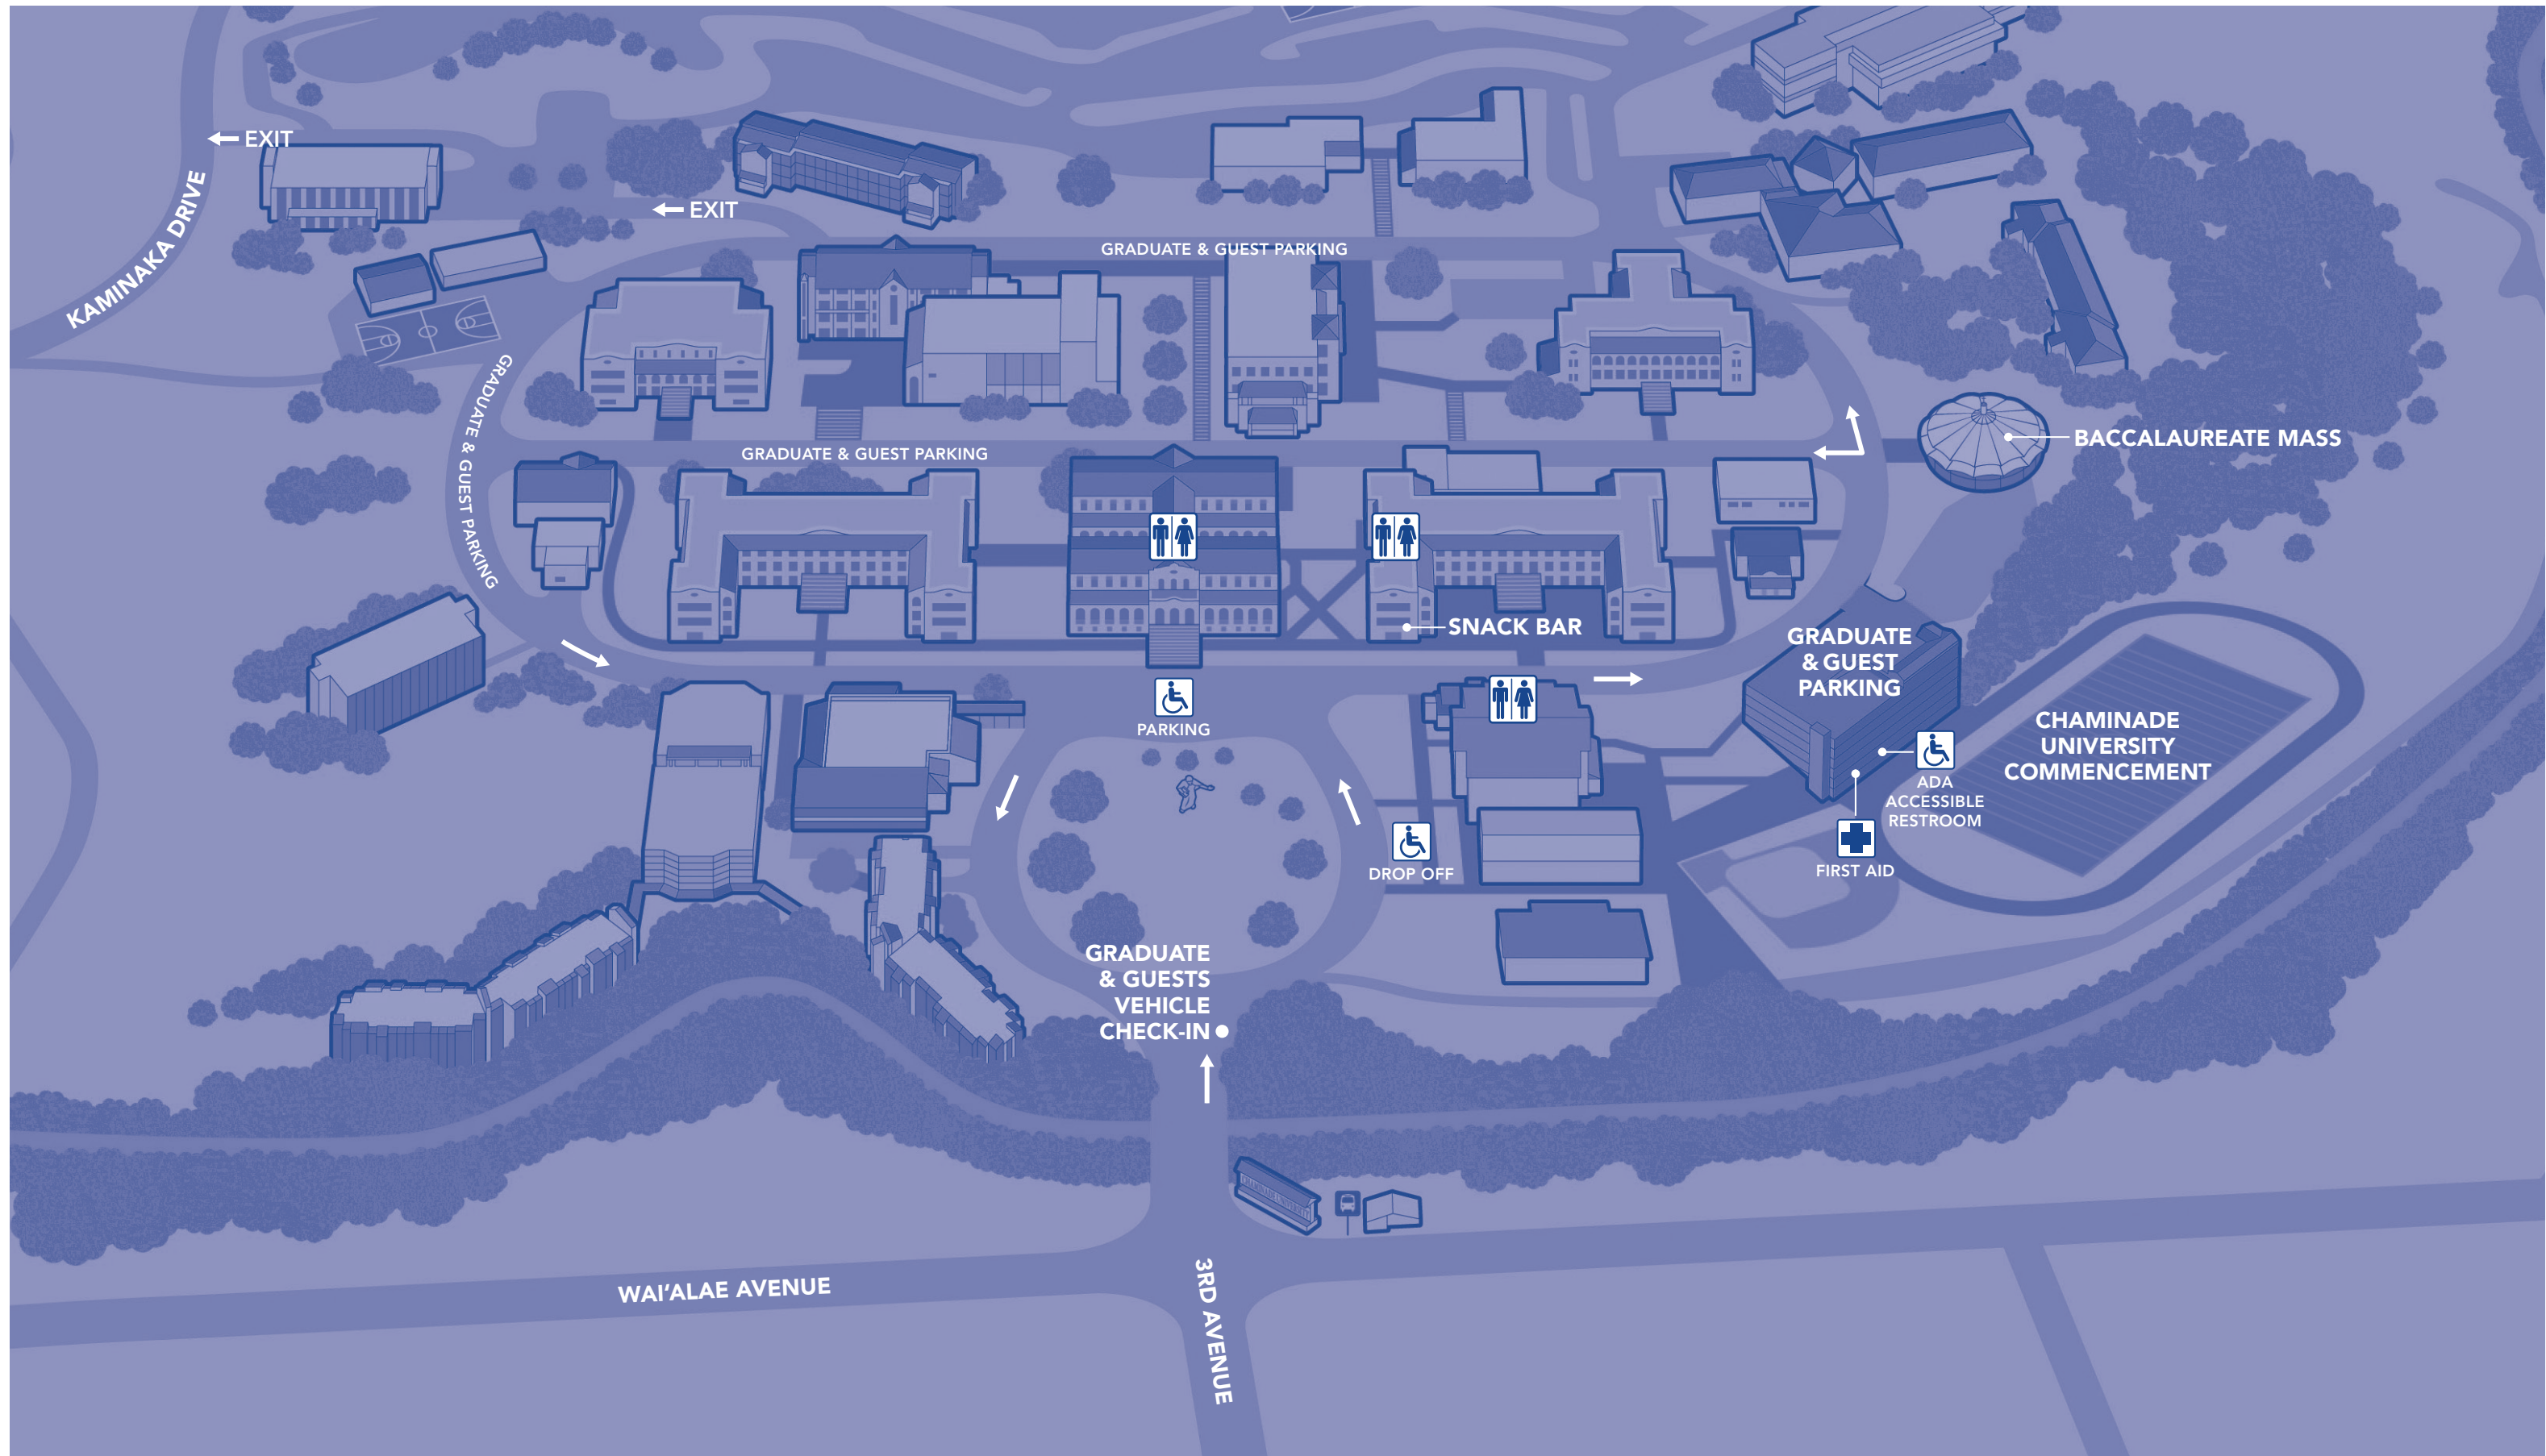 EXIT
KAMINAKA DRIVE
EXIT
GRADUATE & GUEST PARKING
GRADUATE & GUEST PARKING
GRADUATE & GUEST PARKING
BACCALAUREATE MASS
SNACK BAR
GRADUATE
& GUEST
PARKING
PARKING
CHAMINADE
UNIVERSITY
COMMENCEMENT
ADA
ACCESSIBLE
RESTROOM
DROP OFF
FIRST AID
GRADUATE
& GUESTS
VEHICLE
CHECK-IN
CHAMINADE UNIVERSITY
WAI‘ALAE AVENUE
3RD AVENUE